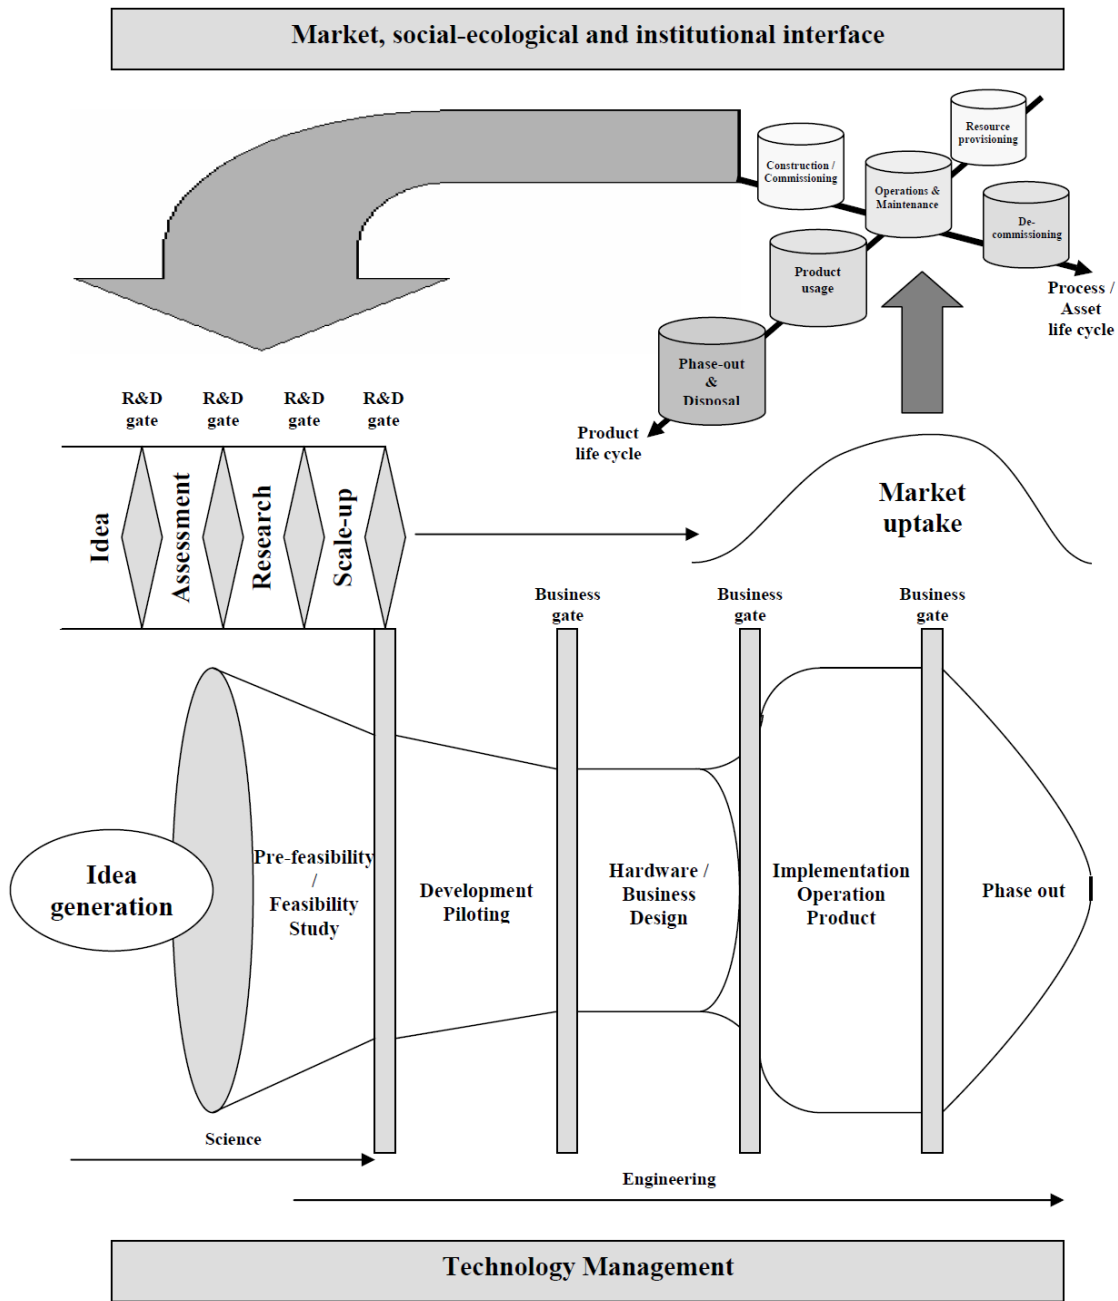 Market, social-ecological and institutional interface
Resource
provisioning
Construction /
Commissioning
Operations &
Maintenance
De-
commissioning
Product
usage
Process /
Asset
life cycle
Phase-out
&
Disposal
Product
life cycle
R&D
gate
R&D
gate
R&D
gate
R&D
gate
Idea
Assessment
Research
Scale-up
Market
uptake
Business
gate
Business
gate
Business
gate
Idea
generation
Pre-feasibility
/
Feasibility
Study
Development
Piloting
Hardware /
Business
Design
Implementation
Operation
Product
Phase out
Science
Engineering
Technology Management